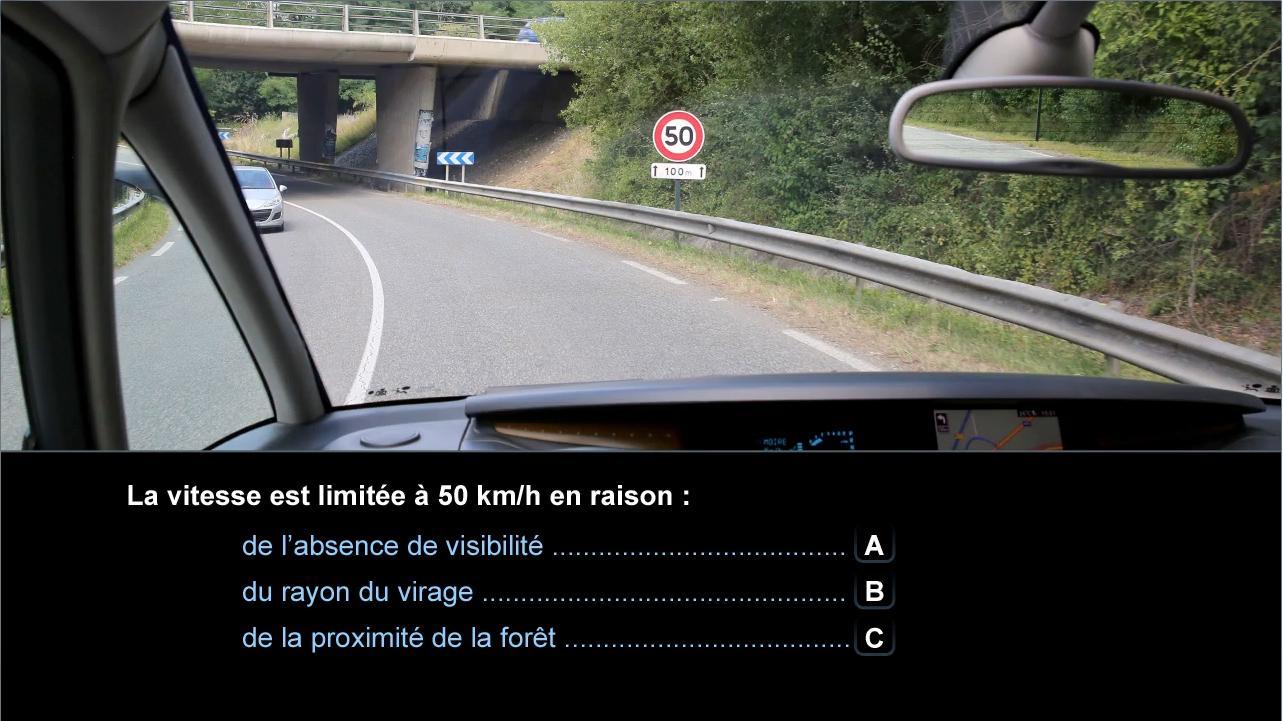 50
100m
MOIRE
La vitesse est limitée à 50 km/h en raison :
de l’absence de visibilité ...................................... A
du rayon du virage ............................................... B
de la proximité de la forêt ..................................... C